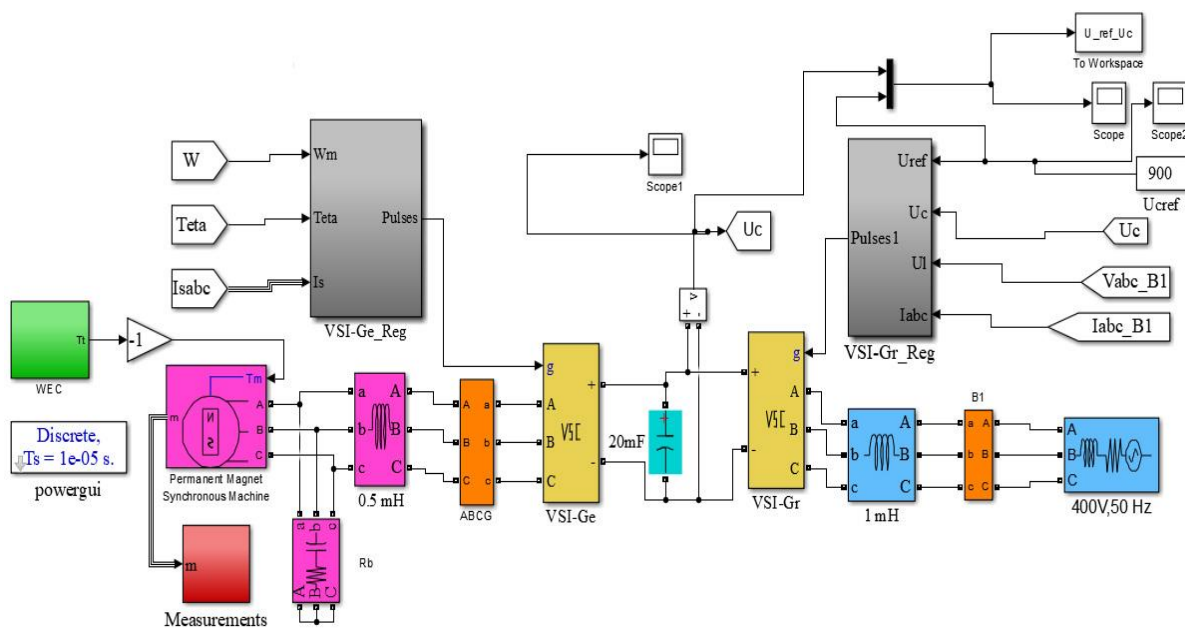 U_ref_Uc
To Workspace
Scope
Scope2
W
Wm
Teta
Teta
Pulses
Isabc
Is
VSI-Ge_Reg
Scope1
Uc
Uref
900
Ucref
Uc
Uc
Pulses1
Ul
Vabc_B1
Iabc
Iabc_B1
VSI-Gr_Reg
v
+ -
Tt
WEC
-1
Tm
m
N
S
A
B
C
Permanent Magnet
Synchronous Machine
Discrete,
Ts = 1e-05 s.
powergui
m
Measurements
a b c
A B C
Rb
a A
b B
c C
0.5 mH
A a
B b
C c
ABCG
g
A
B
C
VSC
+
-
VSI-Ge
+
20mF
g
+
-
VSC
A
B
C
VSI-Gr
a A
b B
c C
1 mH
B1
a A
b B
c C
A
B
C
400V,50 Hz